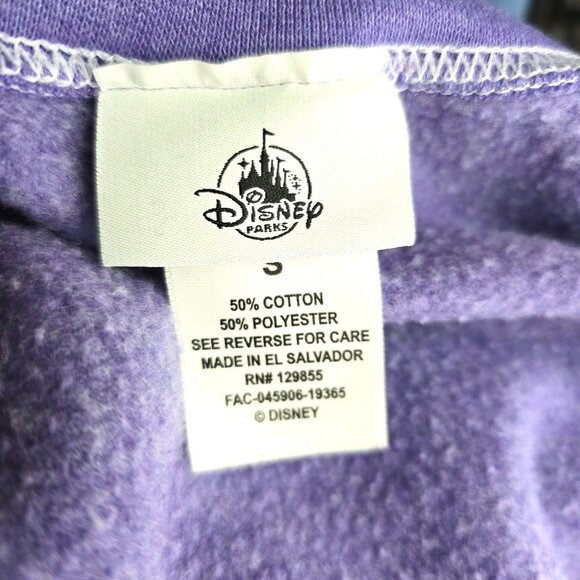 Disney
PARKS
S
50% COTTON
50% POLYESTER
SEE REVERSE FOR CARE
MADE IN EL SALVADOR
RN# 129855
FAC-045906-19365
© DISNEY